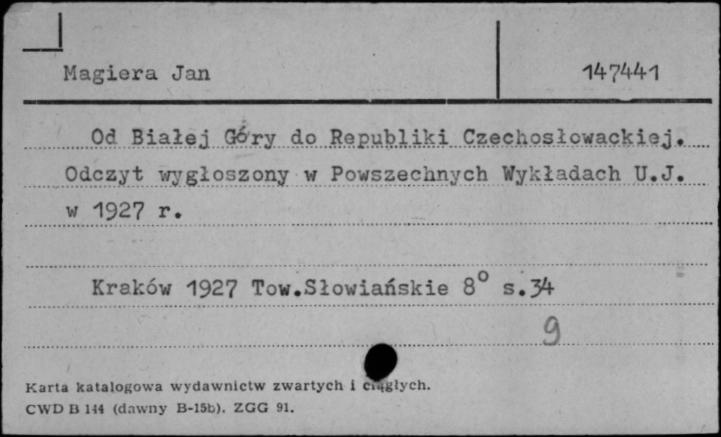 Magiera Jan 147441
Od Białej Góry do Republiki Czechosłowackiej.
Odczyt wygłoszony w Powszechnych Wykładach U.J.
w 1927 r.
Kraków 1927 Tow.Słowiańskie 8° s.34
9
Karta katalogowa wydawnictw zwartych i ciągłych.
CWD B 144 (dawny B-15b). ZGG 91.